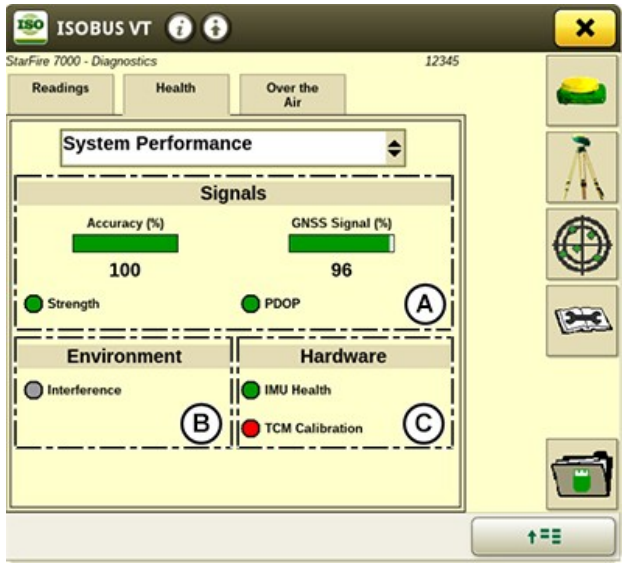 ISO ISOBUS VT
StarFire 7000 - Diagnostics 12345
Readings Health Over the
Air
System Performance
Signals
Accuracy (%) GNSS Signal (%)
100 96
Strength PDOP A
Environment Hardware
Interference IMU Health
B TCM Calibration C